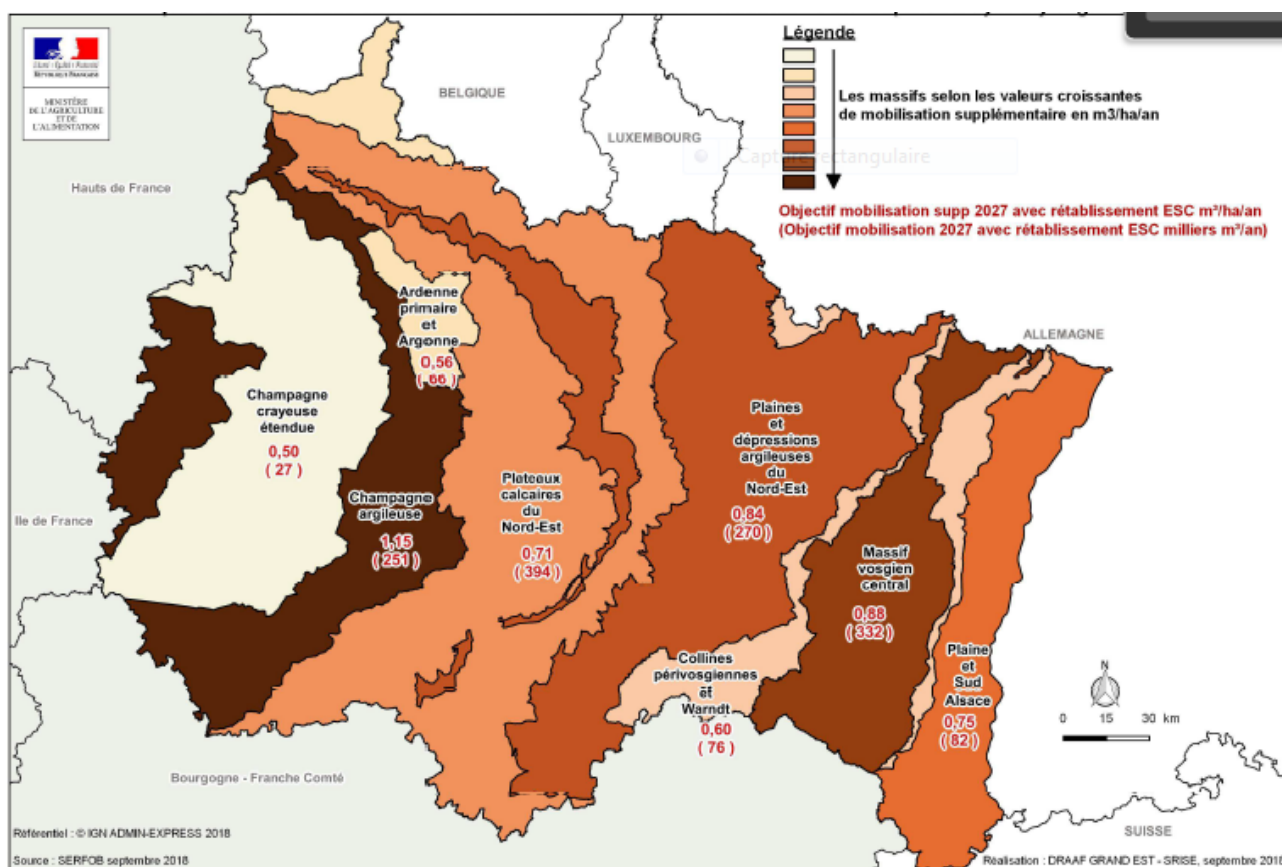 Légende
Les massifs selon les valeurs croissantes
de mobilisation supplémentaire en m3/ha/an
Objectif mobilisation supp 2027 avec rétablissement ESC m³/ha/an
(Objectif mobilisation 2027 avec rétablissement ESC milliers m³/an)
RÉPUBLIQUE FRANÇAISE
MINISTÈRE
DE L'AGRICULTURE
ET DE
L'ALIMENTATION
BELGIQUE
LUXEMBOURG
Capture rectangulaire
Hauts de France
ALLEMAGNE
Ardenne
primaire
et
Argonne
0,56
( 66 )
Champagne
crayeuse
étendue
0,50
( 27 )
Plaines
et
dépressions
argileuses
du
Nord-Est
0,84
( 270 )
Plateaux
calcaires
du
Nord-Est
0,71
( 394 )
Champagne
argileuse
1,15
( 251 )
Ile de France
Massif
vosgien
central
0,88
( 332 )
Collines
périvosgiennes
et
Warndt
0,60
( 76 )
Plaine
et
Sud
Alsace
0,75
( 82 )
N
0 15 30 km
Bourgogne - Franche Comté
SUISSE
Référentiel : © IGN ADMIN-EXPRESS 2018
Source : SERFOB septembre 2018
Réalisation : DRAAF GRAND EST - SRISE, septembre 2018